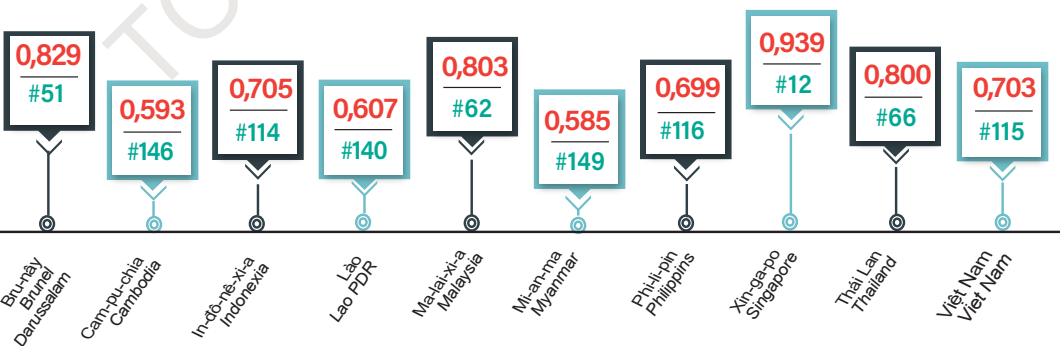 TO
0,829
#51
0,593
#146
0,705
#114
0,607
#140
0,803
#62
0,585
#149
0,699
#116
0,939
#12
0,800
#66
0,703
#115
Bru-nây
Brunel
Darussalam
Cam-pu-chia
Cambodia
In-đô-nê-xi-a
Indonexia
Lào
Lao PDR
Ma-lai-xi-a
Malaysia
Mi-an-ma
Myanmar
Phi-li-pin
Philippins
Xin-ga-po
Singapore
Thái Lan
Thailand
Việt Nam
Viet Nam